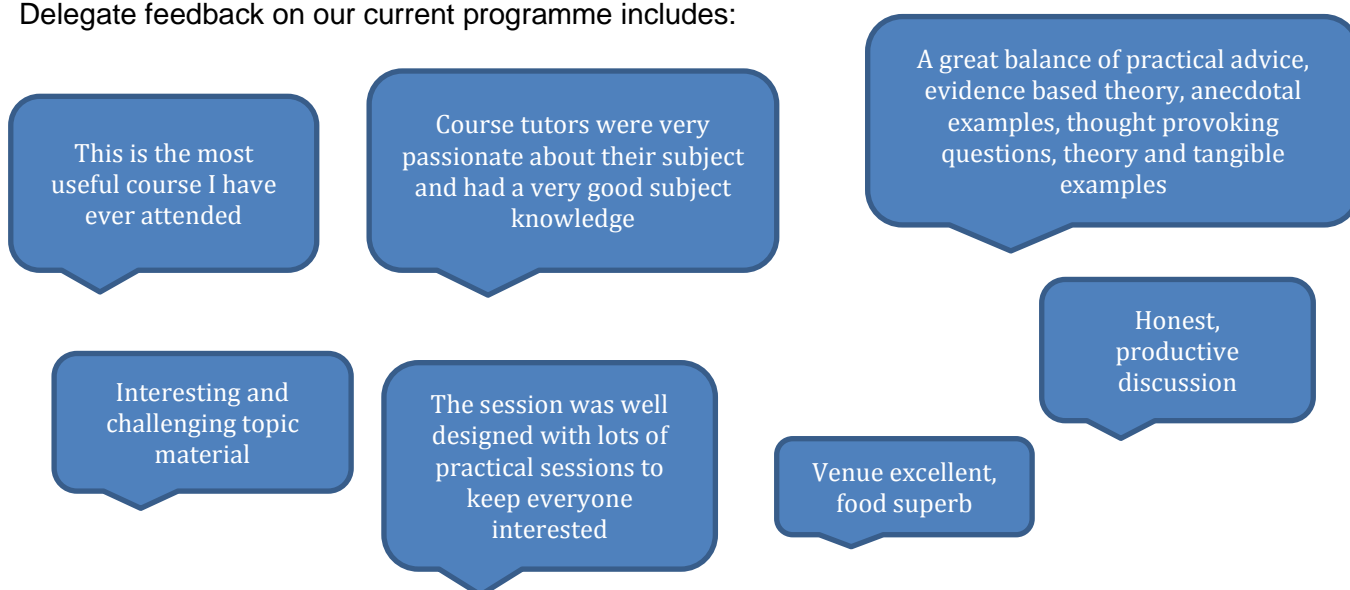 Delegate feedback on our current programme includes:
This is the most
useful course I have
ever attended
Course tutors were very
passionate about their subject
and had a very good subject
knowledge
A great balance of practical advice,
evidence based theory, anecdotal
examples, thought provoking
questions, theory and tangible
examples
Interesting and
challenging topic
material
The session was well
designed with lots of
practical sessions to
keep everyone
interested
Venue excellent,
food superb
Honest,
productive
discussion